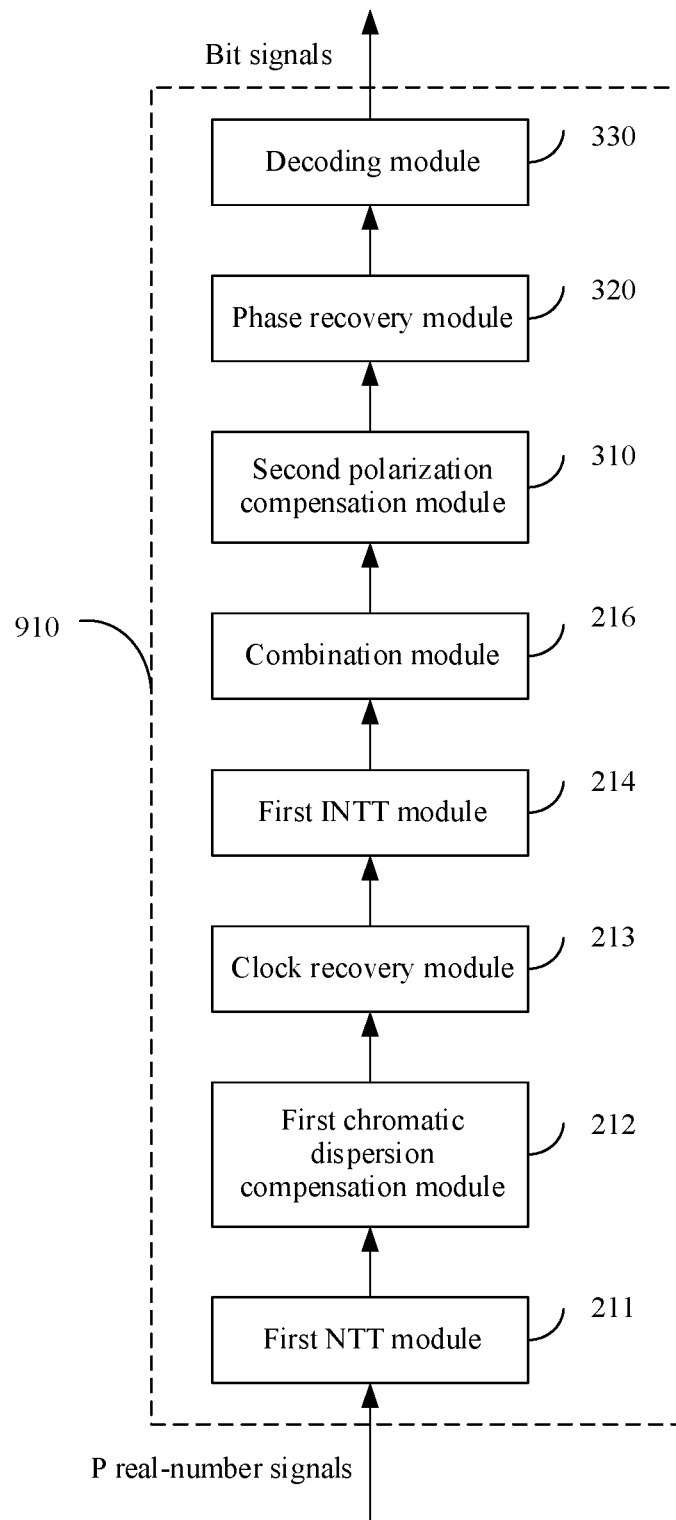 Bit signals
Decoding module
330
Phase recovery module
320
Second polarization
compensation module
310
910
Combination module
216
First INTT module
214
Clock recovery module
213
First chromatic
dispersion
compensation module
212
First NTT module
211
P real-number signals